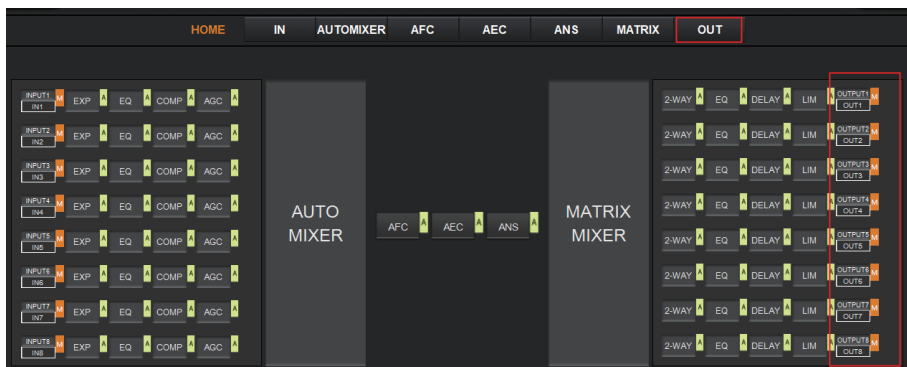 HOME IN AUTOMIXER AFC AEC ANS MATRIX OUT
INPUT1 M EXP A EQ A COMP A AGC A 2-WAY A EQ A DELAY A LIM A OUTPUT1 M
IN1 OUT1
INPUT2 M EXP A EQ A COMP A AGC A 2-WAY A EQ A DELAY A LIM A OUTPUT2 M
IN2 OUT2
INPUT3 M EXP A EQ A COMP A AGC A 2-WAY A EQ A DELAY A LIM A OUTPUT3 M
IN3 OUT3
INPUT4 M EXP A EQ A COMP A AGC A 2-WAY A EQ A DELAY A LIM A OUTPUT4 M
IN4 OUT4
INPUT5 M EXP A EQ A COMP A AGC A 2-WAY A EQ A DELAY A LIM A OUTPUT5 M
IN5 OUT5
INPUT6 M EXP A EQ A COMP A AGC A 2-WAY A EQ A DELAY A LIM A OUTPUT6 M
IN6 OUT6
INPUT7 M EXP A EQ A COMP A AGC A 2-WAY A EQ A DELAY A LIM A OUTPUT7 M
IN7 OUT7
INPUT8 M EXP A EQ A COMP A AGC A 2-WAY A EQ A DELAY A LIM A OUTPUT8 M
IN8 OUT8
AUTO
MIXER
AFC A AEC A ANS A
MATRIX
MIXER